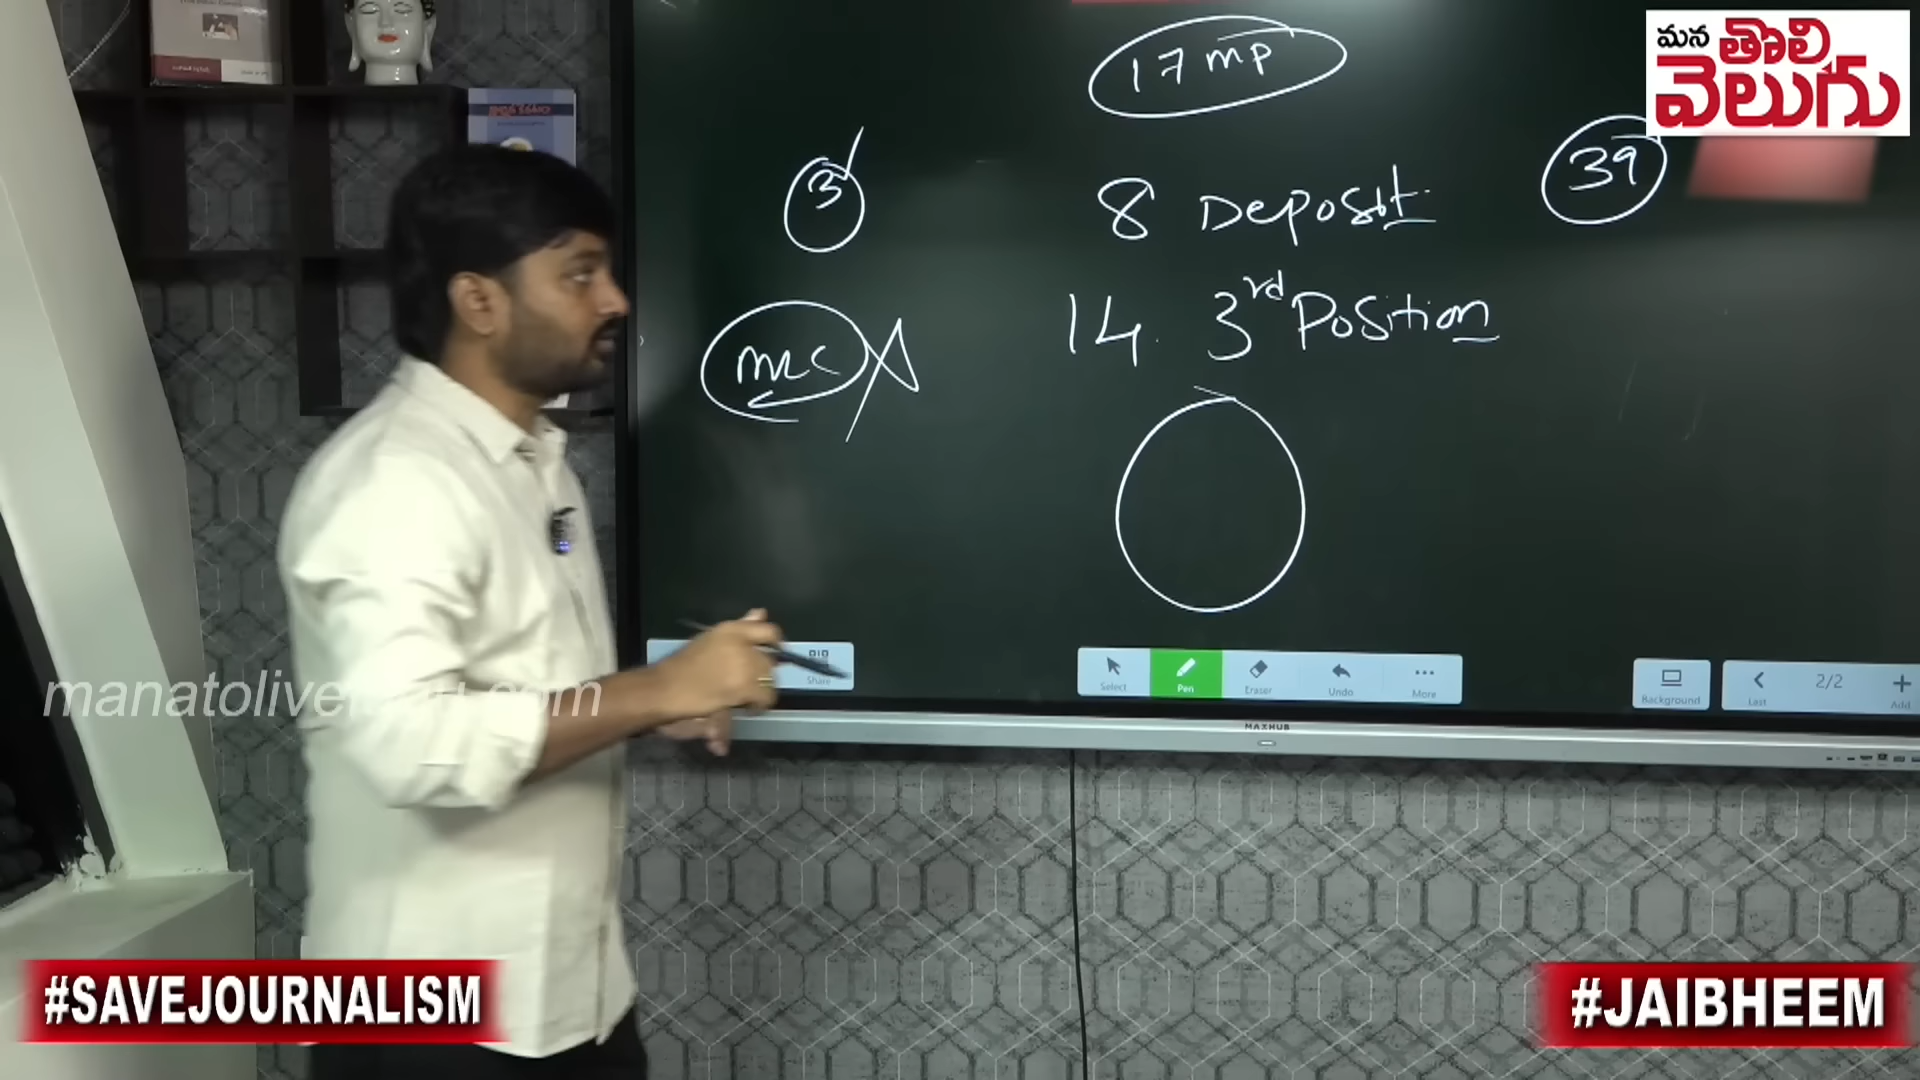 17 MP
మన
తొలి
వెలుగు
39
3
8 Deposit
14. 3rd Position
MLC
Share
Select
Pen
Eraser
Undo
More
Background
Last
2/2
Add
MAXHUB
#SAVEJOURNALISM
#JAIBHEEM